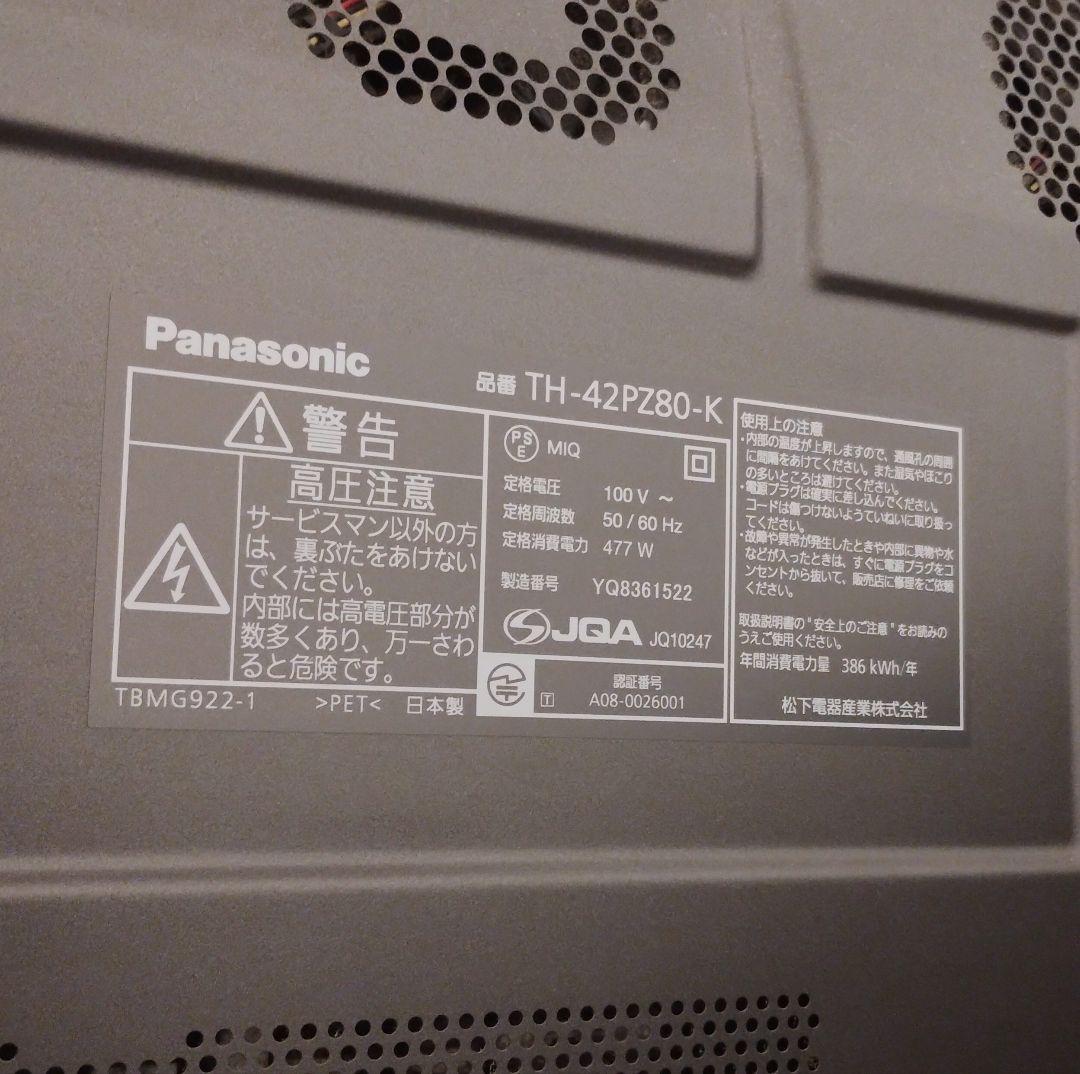 Panasonic
品番 TH-42PZ80-K
警告
高圧注意
サービスマン以外の方
は、裏ぶたをあけない
でください。
内部には高電圧部分が
数多くあり、万一さわ
ると危険です。
TBMG922-1 >PET< 日本製
PS
E MIQ
定格電圧 100 V ~
定格周波数 50 / 60 Hz
定格消費電力 477 W
製造番号 YQ8361522
JQA JQ10247
T 認証番号
A08-0026001
使用上の注意
・内部の温度が上昇しますので、通風孔の周囲
に間隔をあけてください。また湿気やほこり
の多いところは避けてください。
・電源プラグは確実に差し込んでください。
コードは傷つけないようていねいに取り扱っ
てください。
・故障や異常が発生したときや内部に異物や水
などが入ったときは、すぐに電源プラグをコ
ンセントから抜いて、販売店に修理をご依頼
ください。
取扱説明書の"安全上のご注意"をお読みの
うえご使用ください。
年間消費電力量 386 kWh/年
松下電器産業株式会社